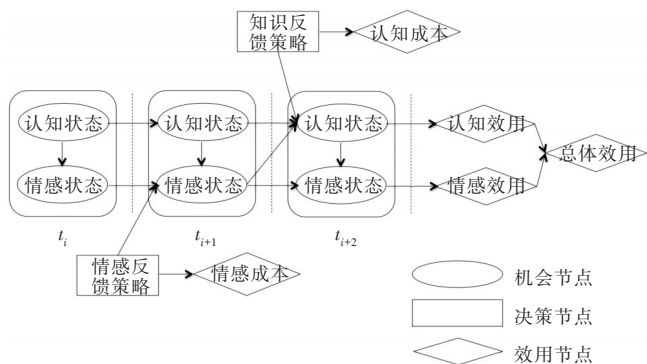 知识反
馈策略
认知成本
认知状态
认知状态
认知状态
认知效用
总体效用
情感状态
情感状态
情感状态
情感效用
t_i
t_{i+1}
t_{i+2}
情感反
馈策略
情感成本
机会节点
决策节点
效用节点